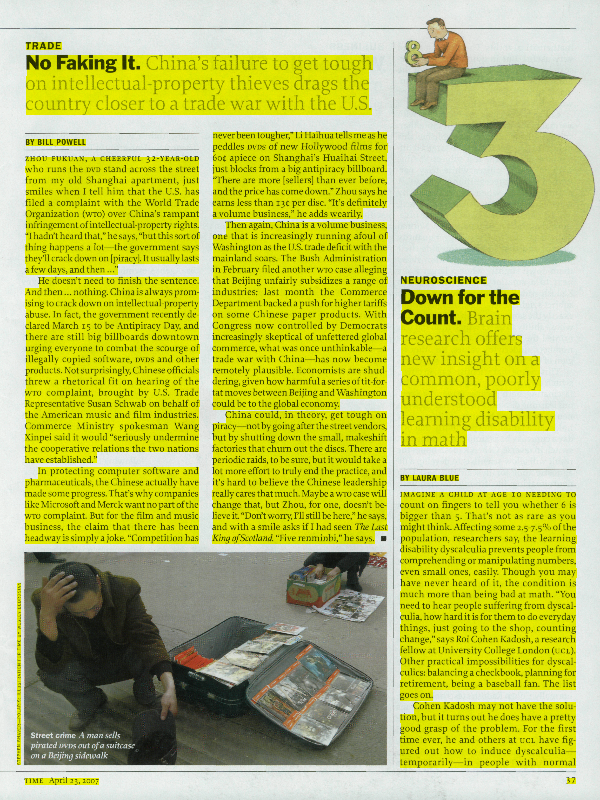 TRADE
No Faking It. China's failure to get tough
on intellectual-property thieves drags the
country closer to a trade war with the U.S.
BY BILL POWELL
ZHOU FUKUAN, A CHEERFUL 32-YEAR-OLD
who runs the DVD stand across the street
from my old Shanghai apartment, just
smiles when I tell him that the U.S. has
filed a complaint with the World Trade
Organization (WTO) over China's rampant
infringement of intellectual-property rights.
"I hadn't heard that," he says, "but this sort of
thing happens a lot—the government says
they'll crack down on [piracy]. It usually lasts
a few days, and then ..."
He doesn't need to finish the sentence.
And then ... nothing. China is always prom-
ising to crack down on intellectual-property
abuse. In fact, the government recently de-
clared March 15 to be Antipiracy Day, and
there are still big billboards downtown
urging everyone to combat the scourge of
illegally copied software, DVDs and other
products. Not surprisingly, Chinese officials
threw a rhetorical fit on hearing of the
WTO complaint, brought by U.S. Trade
Representative Susan Schwab on behalf of
the American music and film industries.
Commerce Ministry spokesman Wang
Xinpei said it would "seriously undermine
the cooperative relations the two nations
have established."
In protecting computer software and
pharmaceuticals, the Chinese actually have
made some progress. That's why companies
like Microsoft and Merck want no part of the
WTO complaint. But for the film and music
business, the claim that there has been
headway is simply a joke. "Competition has
never been tougher," Li Haihua tells me as he
peddles DVDs of new Hollywood films for
60¢ apiece on Shanghai's Huaihai Street,
just blocks from a big antipiracy billboard.
"There are more [sellers] than ever before,
and the price has come down." Zhou says he
earns less than 13¢ per disc. "It's definitely
a volume business," he adds wearily.
Then again, China is a volume business,
one that is increasingly running afoul of
Washington as the U.S. trade deficit with the
mainland soars. The Bush Administration
in February filed another WTO case alleging
that Beijing unfairly subsidizes a range of
industries; last month the Commerce
Department backed a push for higher tariffs
on some Chinese paper products. With
Congress now controlled by Democrats
increasingly skeptical of unfettered global
commerce, what was once unthinkable—a
trade war with China—has now become
remotely plausible. Economists are shud-
dering, given how harmful a series of tit-for-
tat moves between Beijing and Washington
could be to the global economy.
China could, in theory, get tough on
piracy—not by going after the street vendors,
but by shutting down the small, makeshift
factories that churn out the discs. There are
periodic raids, to be sure, but it would take a
lot more effort to truly end the practice, and
it's hard to believe the Chinese leadership
really cares that much. Maybe a WTO case will
change that, but Zhou, for one, doesn't be-
lieve it. "Don't worry, I'll still be here," he says,
and with a smile asks if I had seen The Last
King of Scotland. "Five renminbi," he says. ■
Street crime A man sells
pirated DVDs out of a suitcase
on a Beijing sidewalk
8
3
NEUROSCIENCE
Down for the
Count. Brain
research offers
new insight on a
common, poorly
understood
learning disability
in math
BY LAURA BLUE
IMAGINE A CHILD AT AGE 10 NEEDING TO
count on fingers to tell you whether 6 is
bigger than 5. That's not as rare as you
might think. Affecting some 2.5-7.5% of the
population, researchers say, the learning
disability dyscalculia prevents people from
comprehending or manipulating numbers,
even small ones, easily. Though you may
have never heard of it, the condition is
much more than being bad at math. "You
need to hear people suffering from dyscal-
culia, how hard it is for them to do everyday
things, just going to the shop, counting
change," says Roi Cohen Kadosh, a research
fellow at University College London (UCL).
Other practical impossibilities for dyscal-
culics: balancing a checkbook, planning for
retirement, being a baseball fan. The list
goes on.
Cohen Kadosh may not have the solu-
tion, but it turns out he does have a pretty
good grasp of the problem. For the first
time ever, he and others at UCL have fig-
ured out how to induce dyscalculia—
temporarily—in people with normal
TIME April 23, 2007
37